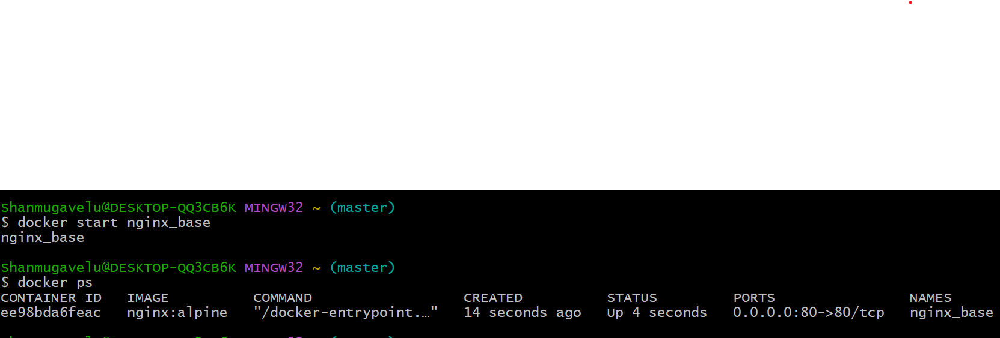 Shanmugavelu@DESKTOP-QQ3CB6K MINGW32 ~ (master)
$ docker start nginx_base
nginx_base
Shanmugavelu@DESKTOP-QQ3CB6K MINGW32 ~ (master)
$ docker ps
CONTAINER ID IMAGE COMMAND CREATED STATUS PORTS NAMES
ee98bda6feac nginx:alpine "/docker-entrypoint.…" 14 seconds ago Up 4 seconds 0.0.0.0:80->80/tcp nginx_base